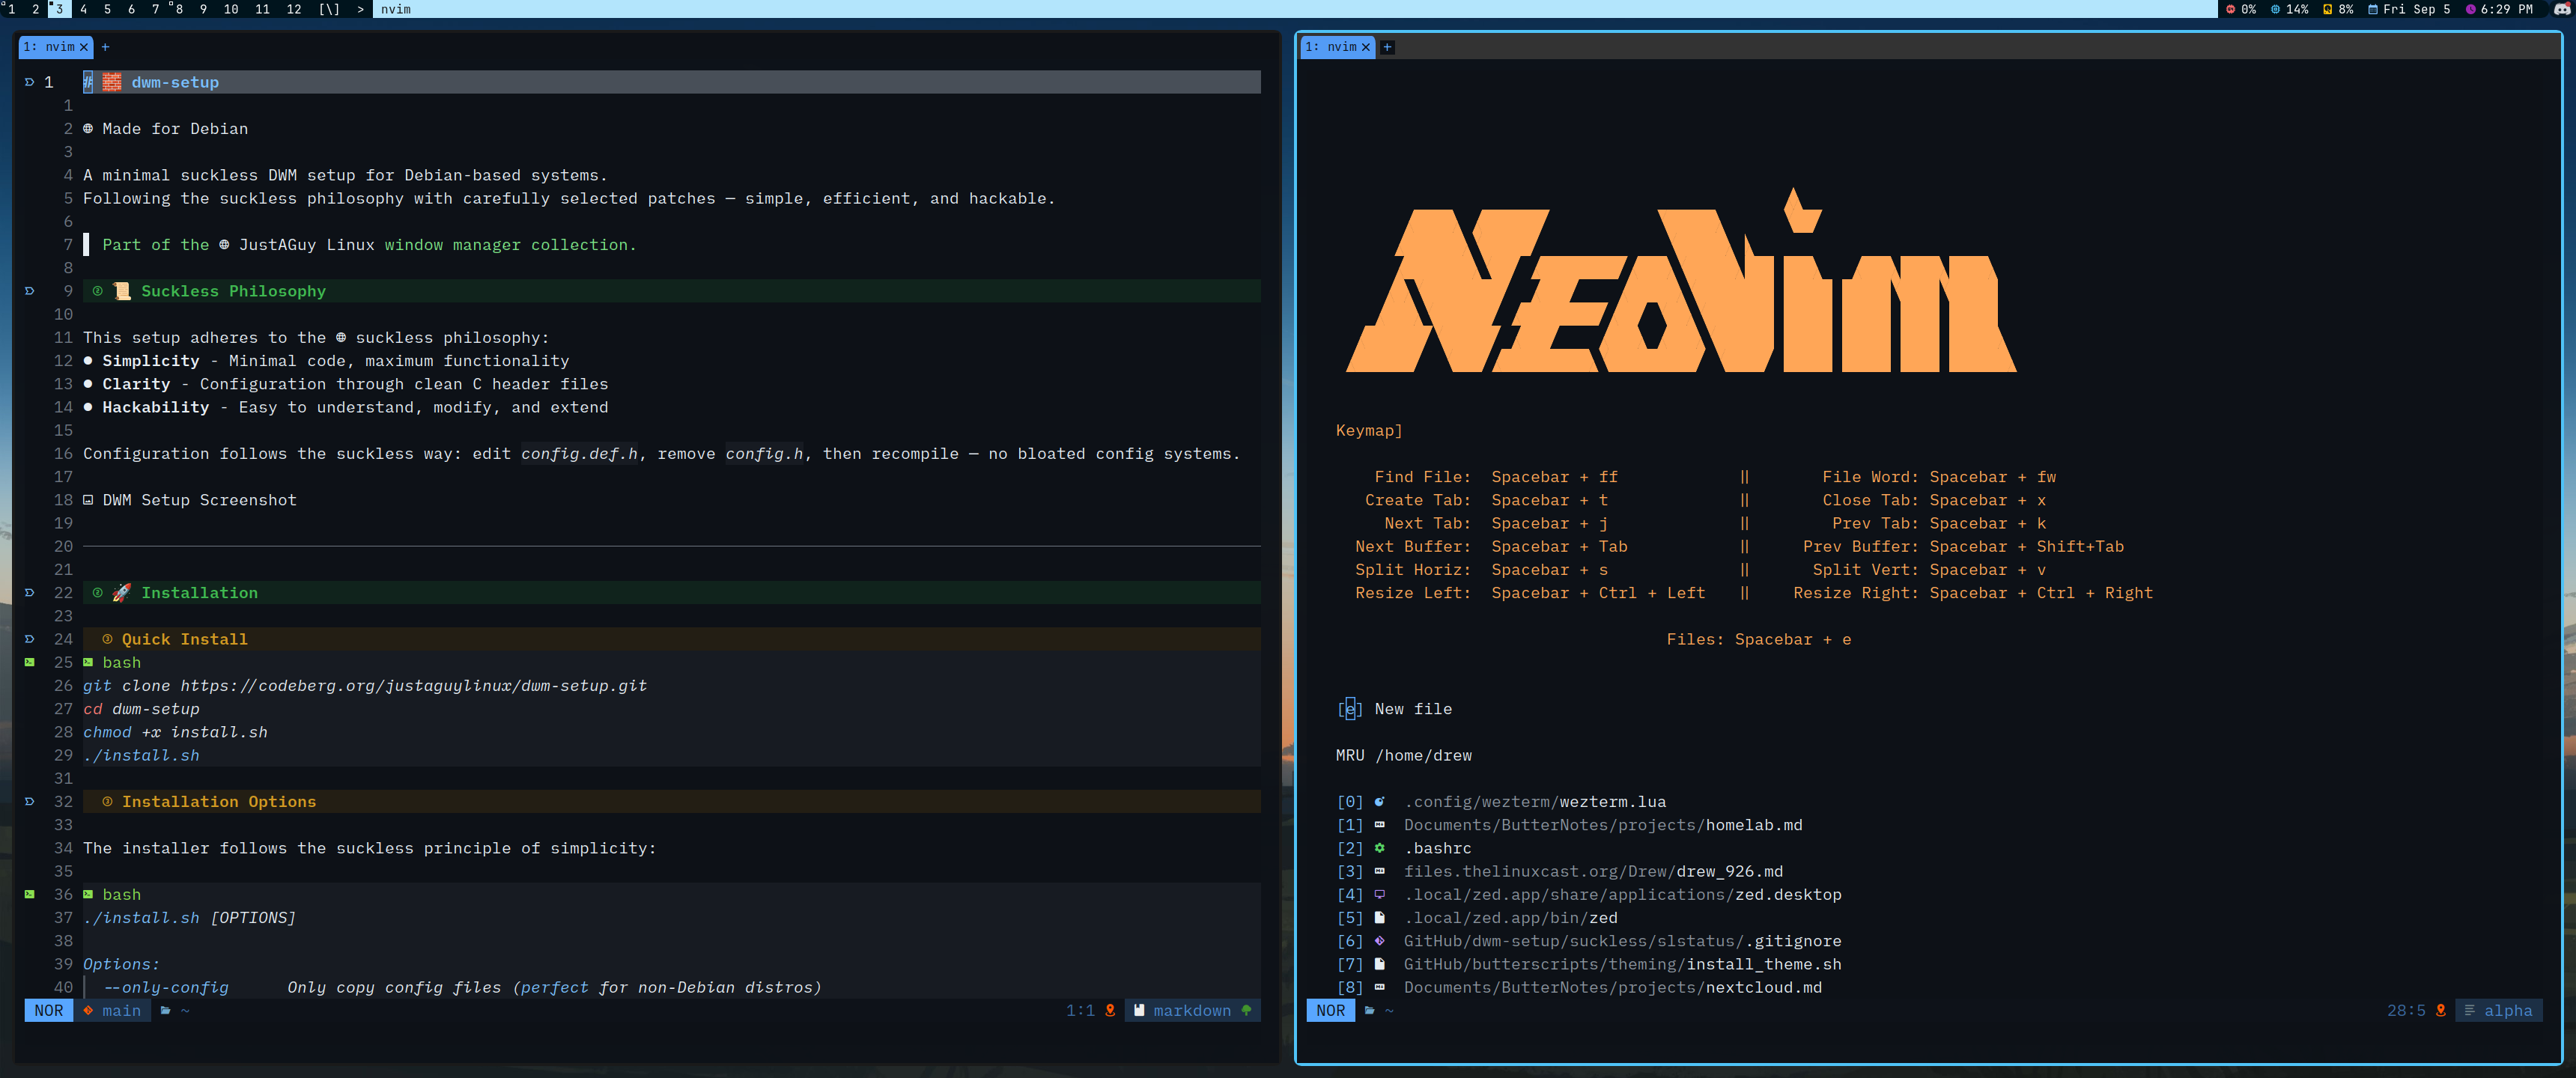 1 2 3 4 5 6 7 8 9 10 11 12 [\] > nvim 0% 14% 8% Fri Sep 5 6:29 PM
1: nvim × +
1 # 🧱 dwm-setup
1
2 Made for Debian
3
4 A minimal suckless DWM setup for Debian-based systems.
5 Following the suckless philosophy with carefully selected patches — simple, efficient, and hackable.
6
7 Part of the JustAGuy Linux window manager collection.
8
9 ② 📜 Suckless Philosophy
10
11 This setup adheres to the suckless philosophy:
12 ● Simplicity - Minimal code, maximum functionality
13 ● Clarity - Configuration through clean C header files
14 ● Hackability - Easy to understand, modify, and extend
15
16 Configuration follows the suckless way: edit config.def.h, remove config.h, then recompile — no bloated config systems.
17
18 DWM Setup Screenshot
19
20
21
22 ② 🚀 Installation
23
24 ③ Quick Install
25 bash
26 git clone https://codeberg.org/justaguylinux/dwm-setup.git
27 cd dwm-setup
28 chmod +x install.sh
29 ./install.sh
31
32 ③ Installation Options
33
34 The installer follows the suckless principle of simplicity:
35
36 bash
37 ./install.sh [OPTIONS]
38
39 Options:
40 --only-config Only copy config files (perfect for non-Debian distros)
NOR main ~ 1:1 markdown
1: nvim × +
NEOVIM
Keymap]
Find File: Spacebar + ff || File Word: Spacebar + fw
Create Tab: Spacebar + t || Close Tab: Spacebar + x
Next Tab: Spacebar + j || Prev Tab: Spacebar + k
Next Buffer: Spacebar + Tab || Prev Buffer: Spacebar + Shift+Tab
Split Horiz: Spacebar + s || Split Vert: Spacebar + v
Resize Left: Spacebar + Ctrl + Left || Resize Right: Spacebar + Ctrl + Right
Files: Spacebar + e
[e] New file
MRU /home/drew
[0] .config/wezterm/wezterm.lua
[1] Documents/ButterNotes/projects/homelab.md
[2] .bashrc
[3] files.thelinuxcast.org/Drew/drew_926.md
[4] .local/zed.app/share/applications/zed.desktop
[5] .local/zed.app/bin/zed
[6] GitHub/dwm-setup/suckless/slstatus/.gitignore
[7] GitHub/butterscripts/theming/install_theme.sh
[8] Documents/ButterNotes/projects/nextcloud.md
NOR ~ 28:5 alpha